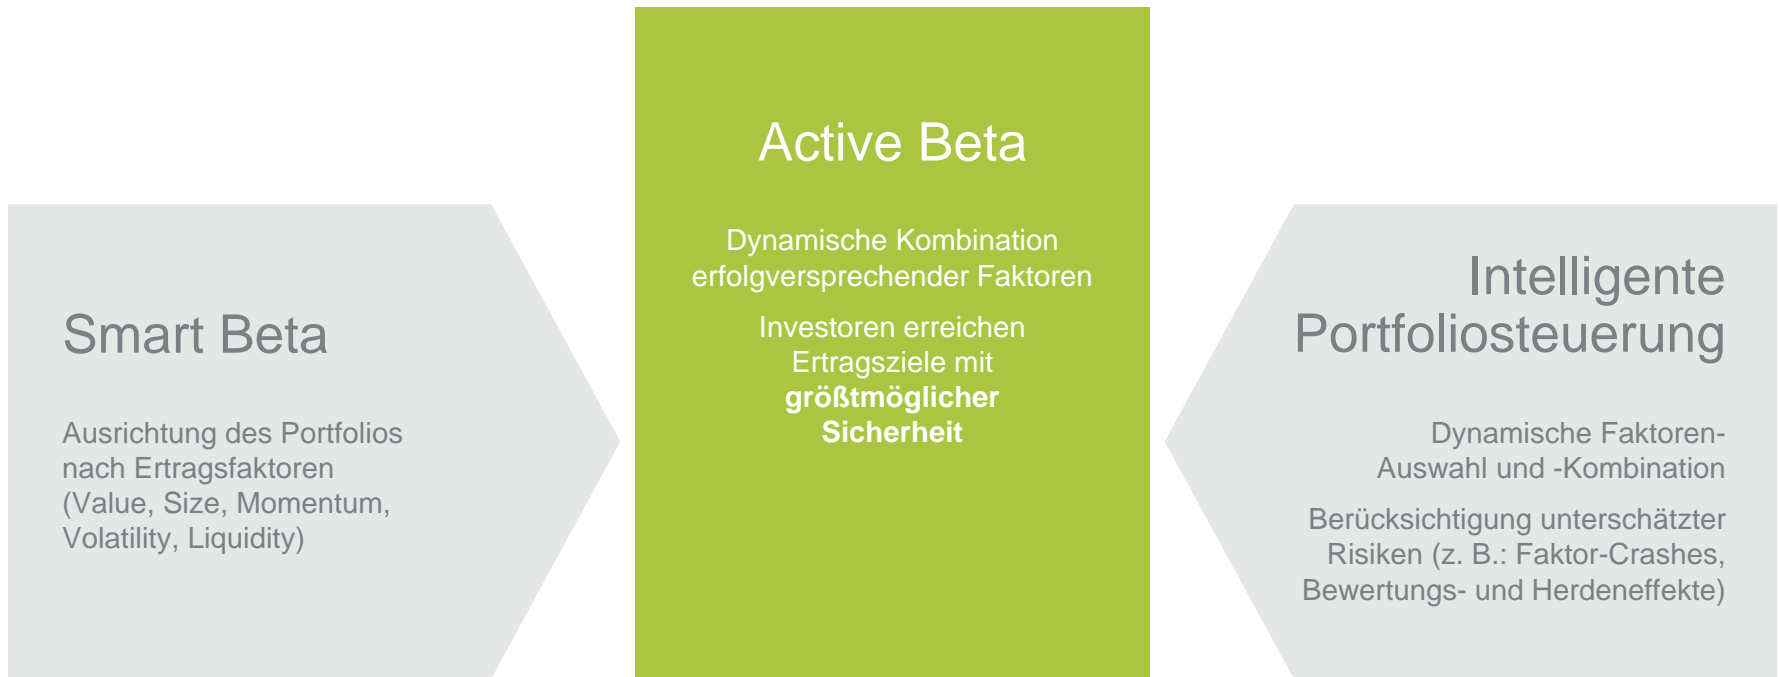 Smart Beta
Ausrichtung des Portfolios
nach Ertragsfaktoren
(Value, Size, Momentum,
Volatility, Liquidity)
Active Beta
Dynamische Kombination
erfolgversprechender Faktoren
Investoren erreichen
Ertragsziele mit
größtmöglicher
Sicherheit
Intelligente
Portfoliosteuerung
Dynamische Faktoren-
Auswahl und -Kombination
Berücksichtigung unterschätzter
Risiken (z. B.: Faktor-Crashes,
Bewertungs- und Herdeneffekte)